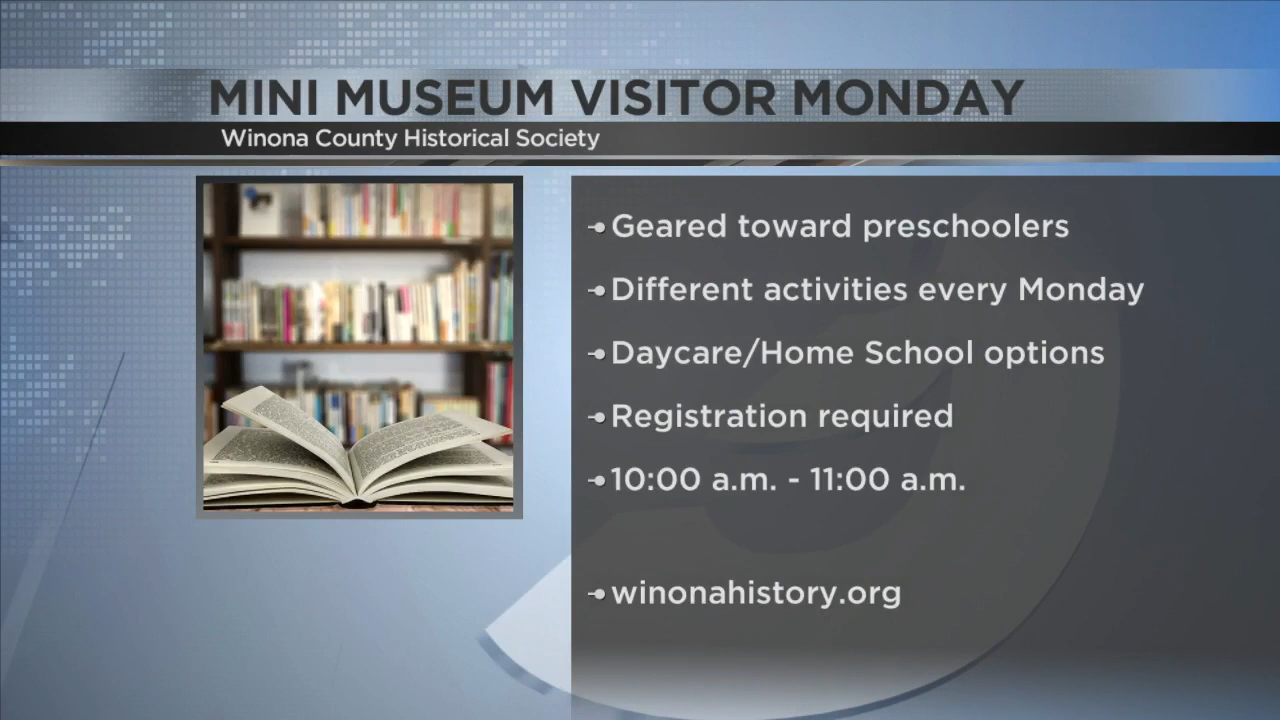 MINI MUSEUM VISITOR MONDAY
Winona County Historical Society
Geared toward preschoolers
Different activities every Monday
Daycare/Home School options
Registration required
10:00 a.m. - 11:00 a.m.
winonahistory.org